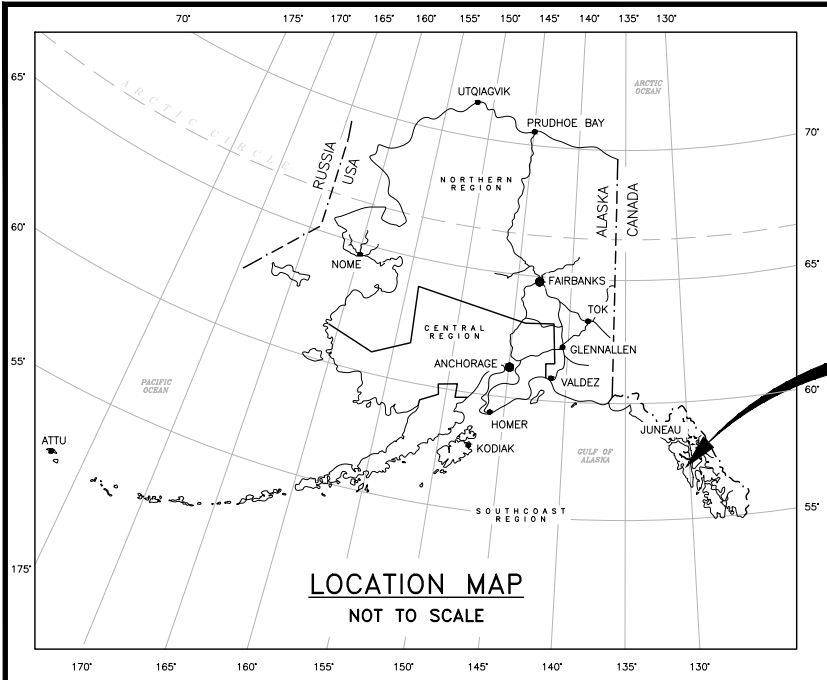 70° 175° 170° 165° 160° 155° 150° 145° 140° 135° 130°
65°
ARCTIC CIRCLE
ARCTIC
OCEAN
UTQIAGVIK
PRUDHOE BAY
70°
RUSSIA
USA
NORTHERN
REGION
ALASKA
CANADA
60°
NOME
FAIRBANKS
65°
TOK
CENTRAL
REGION
GLENNALLEN
55°
ANCHORAGE
VALDEZ
PACIFIC
OCEAN
60°
HOMER
JUNEAU
ATTU
KODIAK
GULF OF
ALASKA
SOUTHCOAST
REGION
55°
175°
LOCATION MAP
NOT TO SCALE
170° 165° 160° 155° 150° 145° 140° 135° 130°